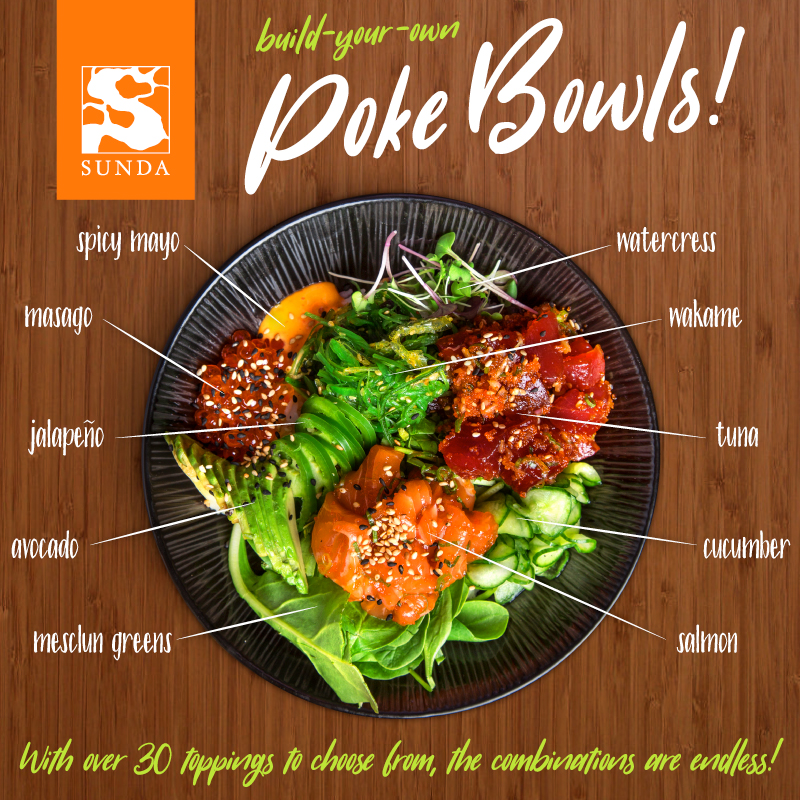 build-your-own
Poke Bowls!
SUNDA
spicy mayo
watercress
masago
wakame
jalapeño
tuna
avocado
cucumber
mesclun greens
salmon
With over 30 toppings to choose from, the combinations are endless!